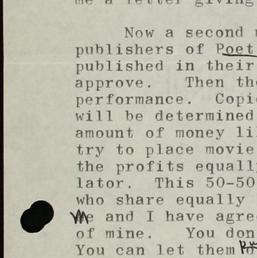 me a letter giving
Now a second
publishers of Poet
published in their
approve. Then the
performance. Copi
will be determined
amount of money li
try to place movie
the profits equall
lator. This 50-50
who share equally
Me and I have agre
of mine. You don
You can let them